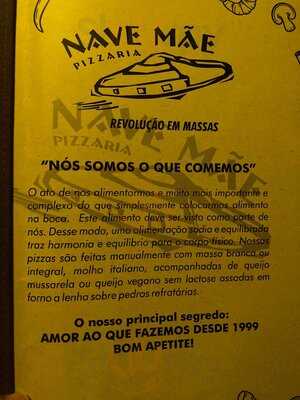 NAVE MÃE
PIZZARIA
REVOLUÇÃO EM MASSAS
NAVE MÃE
PIZZARIA
"NÓS SOMOS O QUE COMEMOS"
O ato de nos alimentarmos e muito mais importante e
complexo do que simplesmente colocarmos alimento
na boca. Este alimento deve ser visto como parte de
nós. Desse modo, uma alimentação sadia e equilibrada
traz harmonia e equilíbrio para o corpo físico. Nossas
pizzas são feitas manualmente com massa branca ou
integral, molho italiano, acompanhadas de queijo
mussarela ou queijo vegano sem lactose assadas em
forno a lenha sobre pedras refratárias.
O nosso principal segredo:
AMOR AO QUE FAZEMOS DESDE 1999
BOM APETITE!